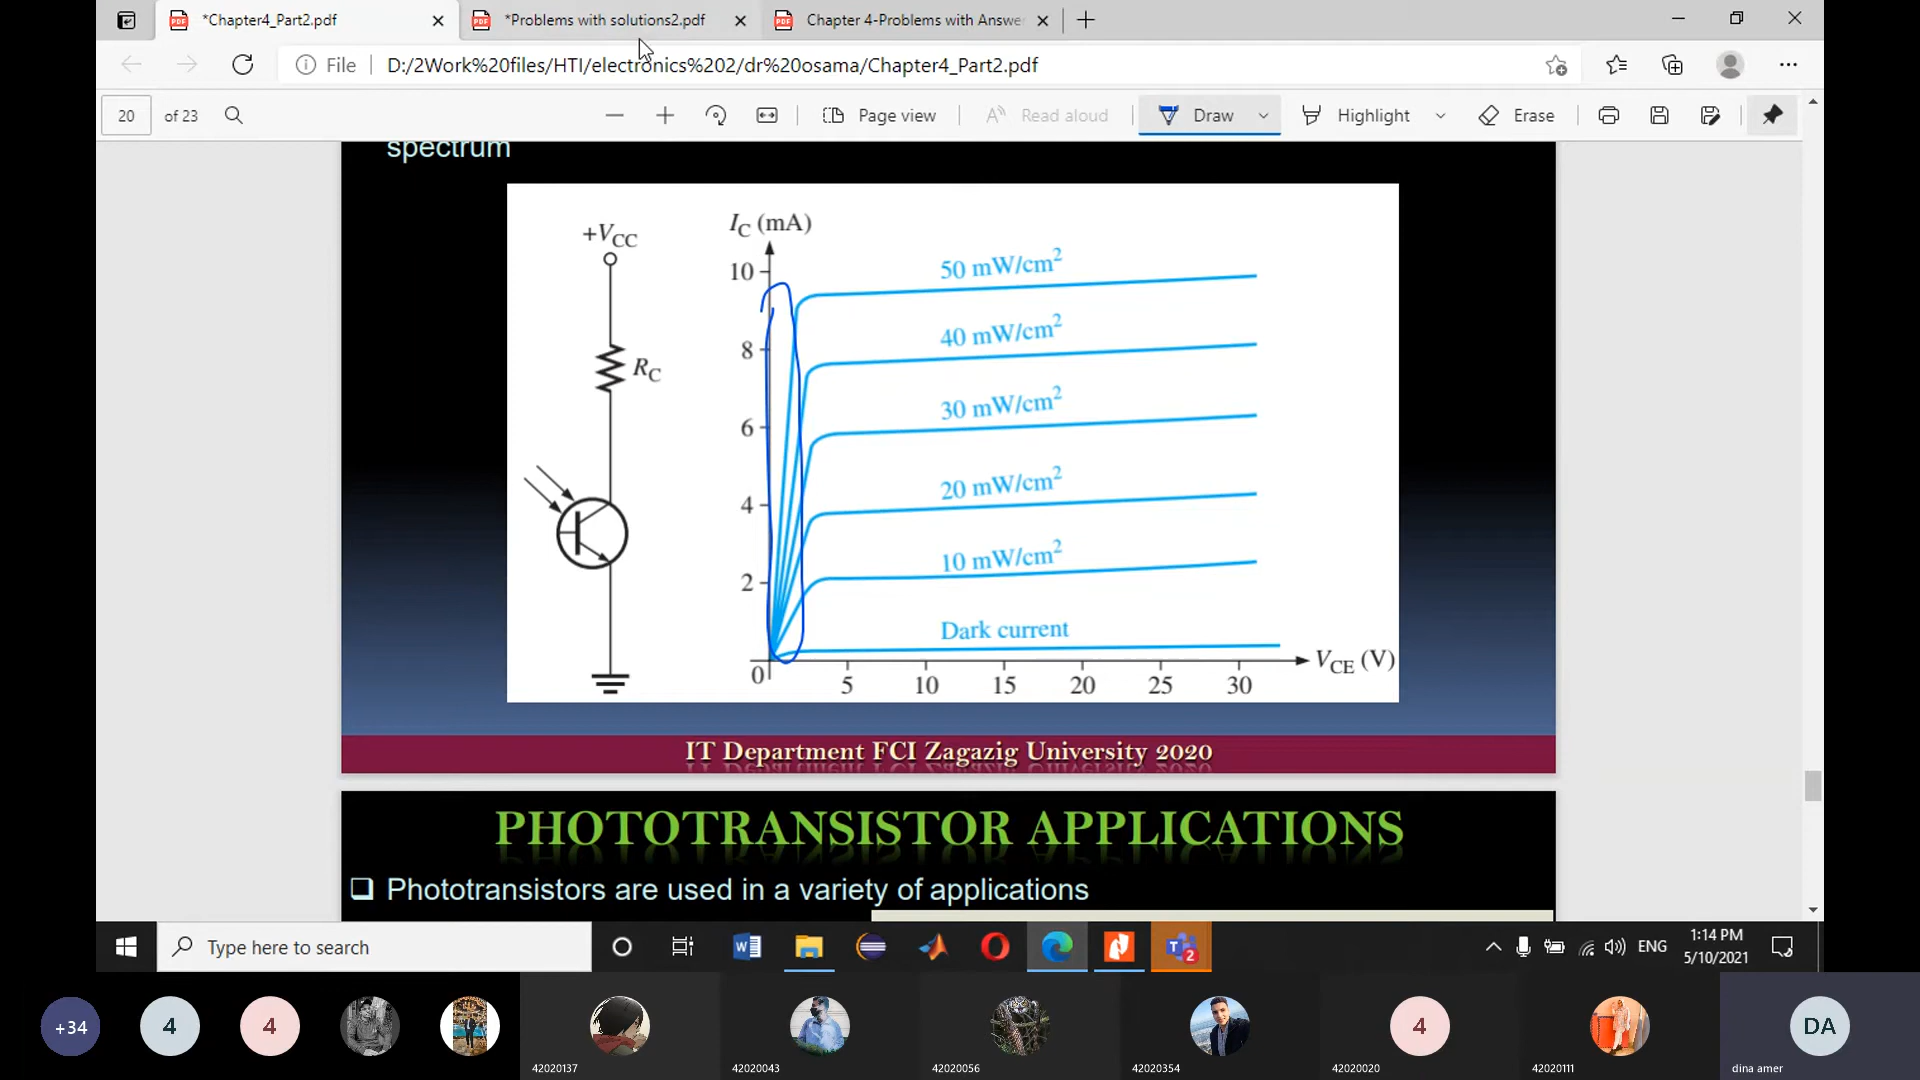 *Chapter4_Part2.pdf
*Problems with solutions2.pdf
Chapter 4-Problems with Answer
File
D:/2Work%20files/HTI/electronics%202/dr%20osama/Chapter4_Part2.pdf
20 of 23
Page view
Read aloud
Draw
Highlight
Erase
spectrum
+VCC
RC
IC (mA)
10
8
6
4
2
0
50 mW/cm²
40 mW/cm²
30 mW/cm²
20 mW/cm²
10 mW/cm²
Dark current
5 10 15 20 25 30
VCE (V)
IT Department FCI Zagazig University 2020
PHOTOTRANSISTOR APPLICATIONS
❑ Phototransistors are used in a variety of applications
Type here to search
2
ENG
1:14 PM
5/10/2021
+34
4
4
4
DA
42020137
42020043
42020056
42020354
42020020
42020111
dina amer